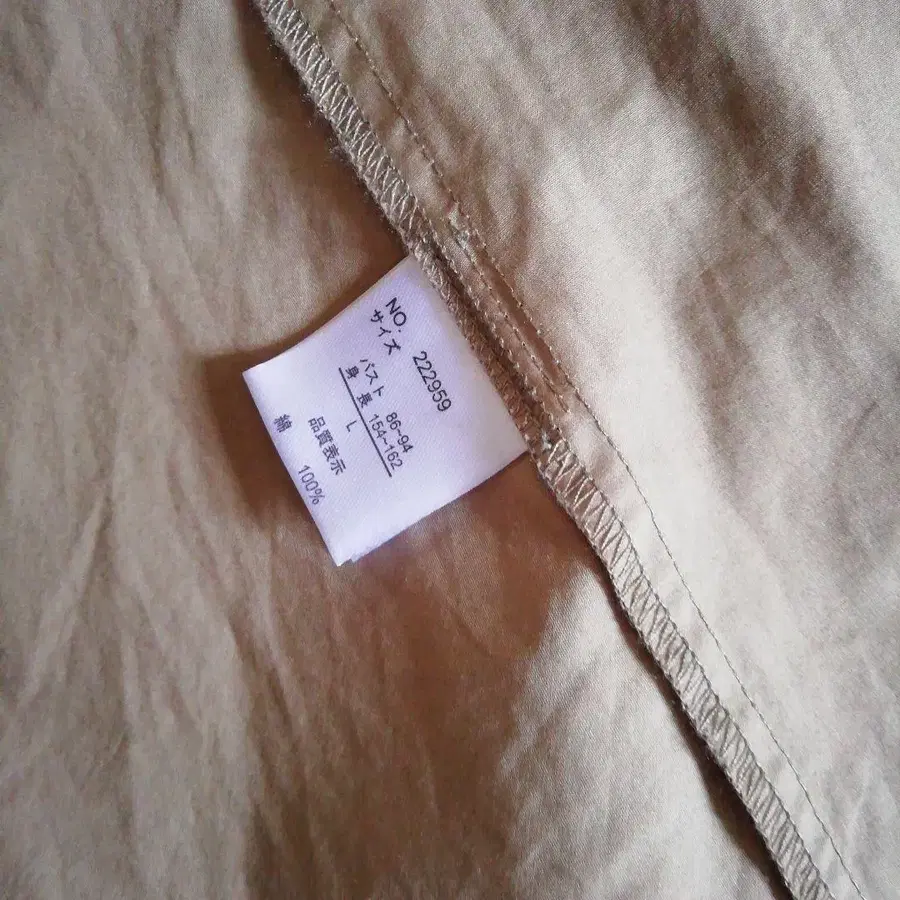 NO. 222959
サイズ
バスト 86~94
身長 154~162
L
品質表示
綿 100%